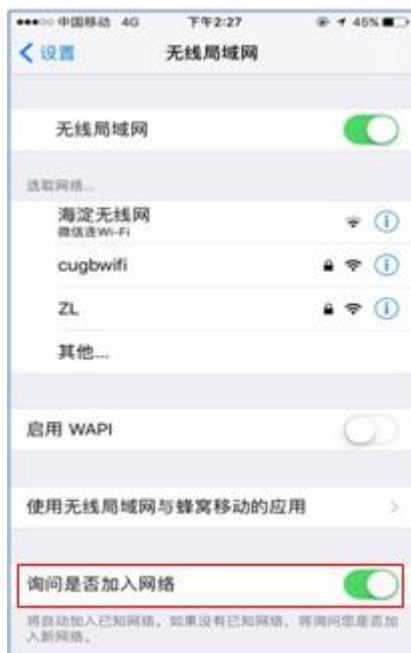 中国移动 4G 下午2:27 45%
设置 无线局域网
无线局域网
选取网络...
海淀无线网
微信连Wi-Fi
cugbwifi
ZL
其他...
启用 WAPI
使用无线局域网与蜂窝移动的应用
询问是否加入网络
将自动加入已知网络。如果没有已知网络，将询问您是否加
入新网络。